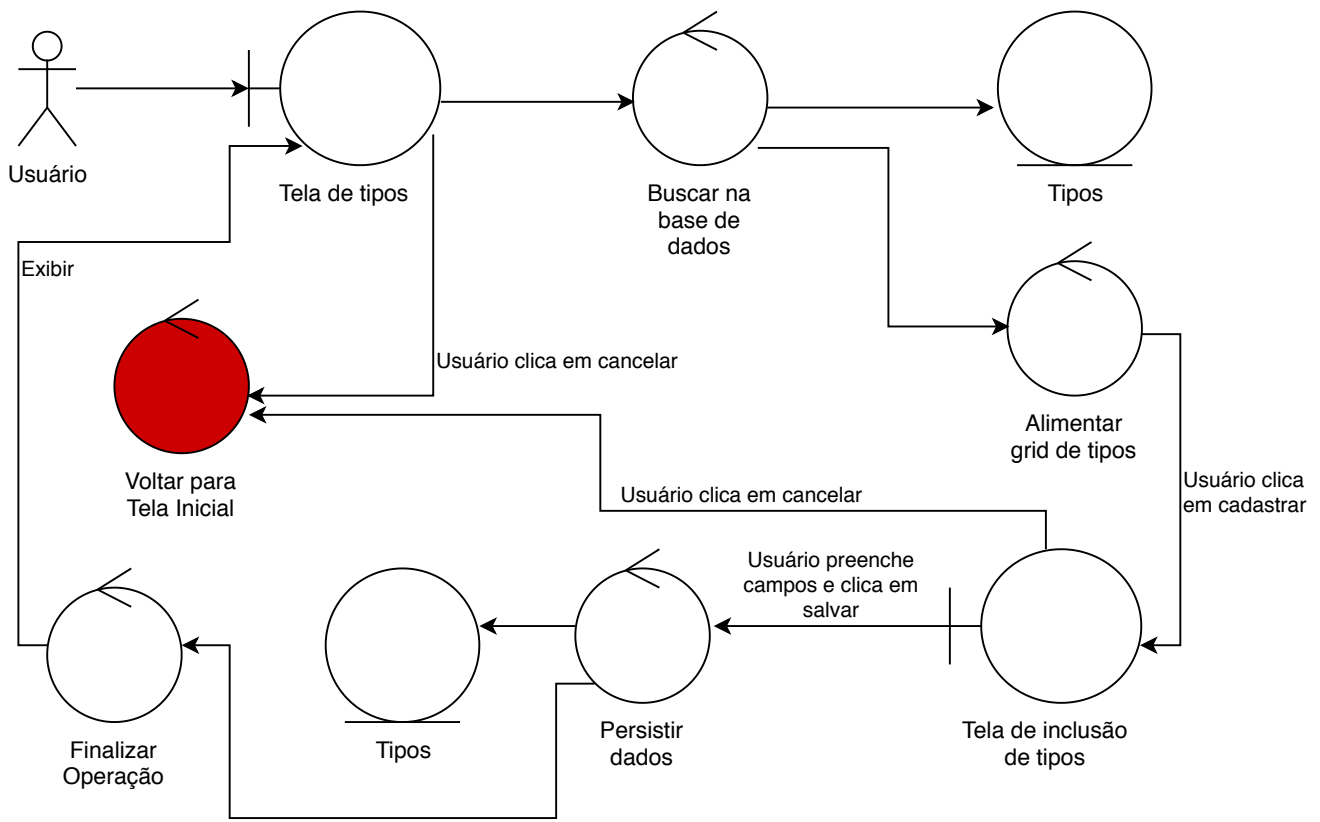 Usuário
Tela de tipos
Buscar na
base de
dados
Tipos
Exibir
Usuário clica em cancelar
Alimentar
grid de tipos
Voltar para
Tela Inicial
Usuário clica
em cadastrar
Usuário clica em cancelar
Usuário preenche
campos e clica em
salvar
Finalizar
Operação
Tipos
Persistir
dados
Tela de inclusão
de tipos